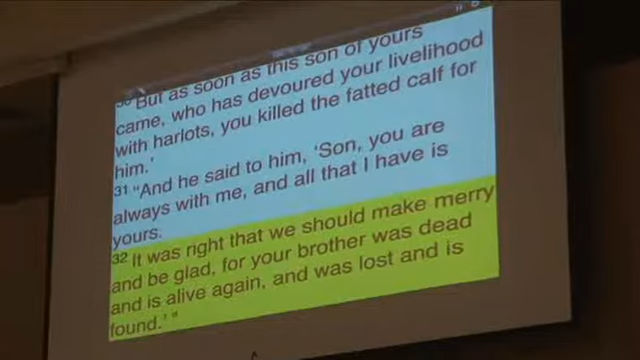 30 But as soon as this son of yours
came, who has devoured your livelihood
with harlots, you killed the fatted calf for
him.'
31 "And he said to him, 'Son, you are
always with me, and all that I have is
yours.
32 It was right that we should make merry
and be glad, for your brother was dead
and is alive again, and was lost and is
found.' "